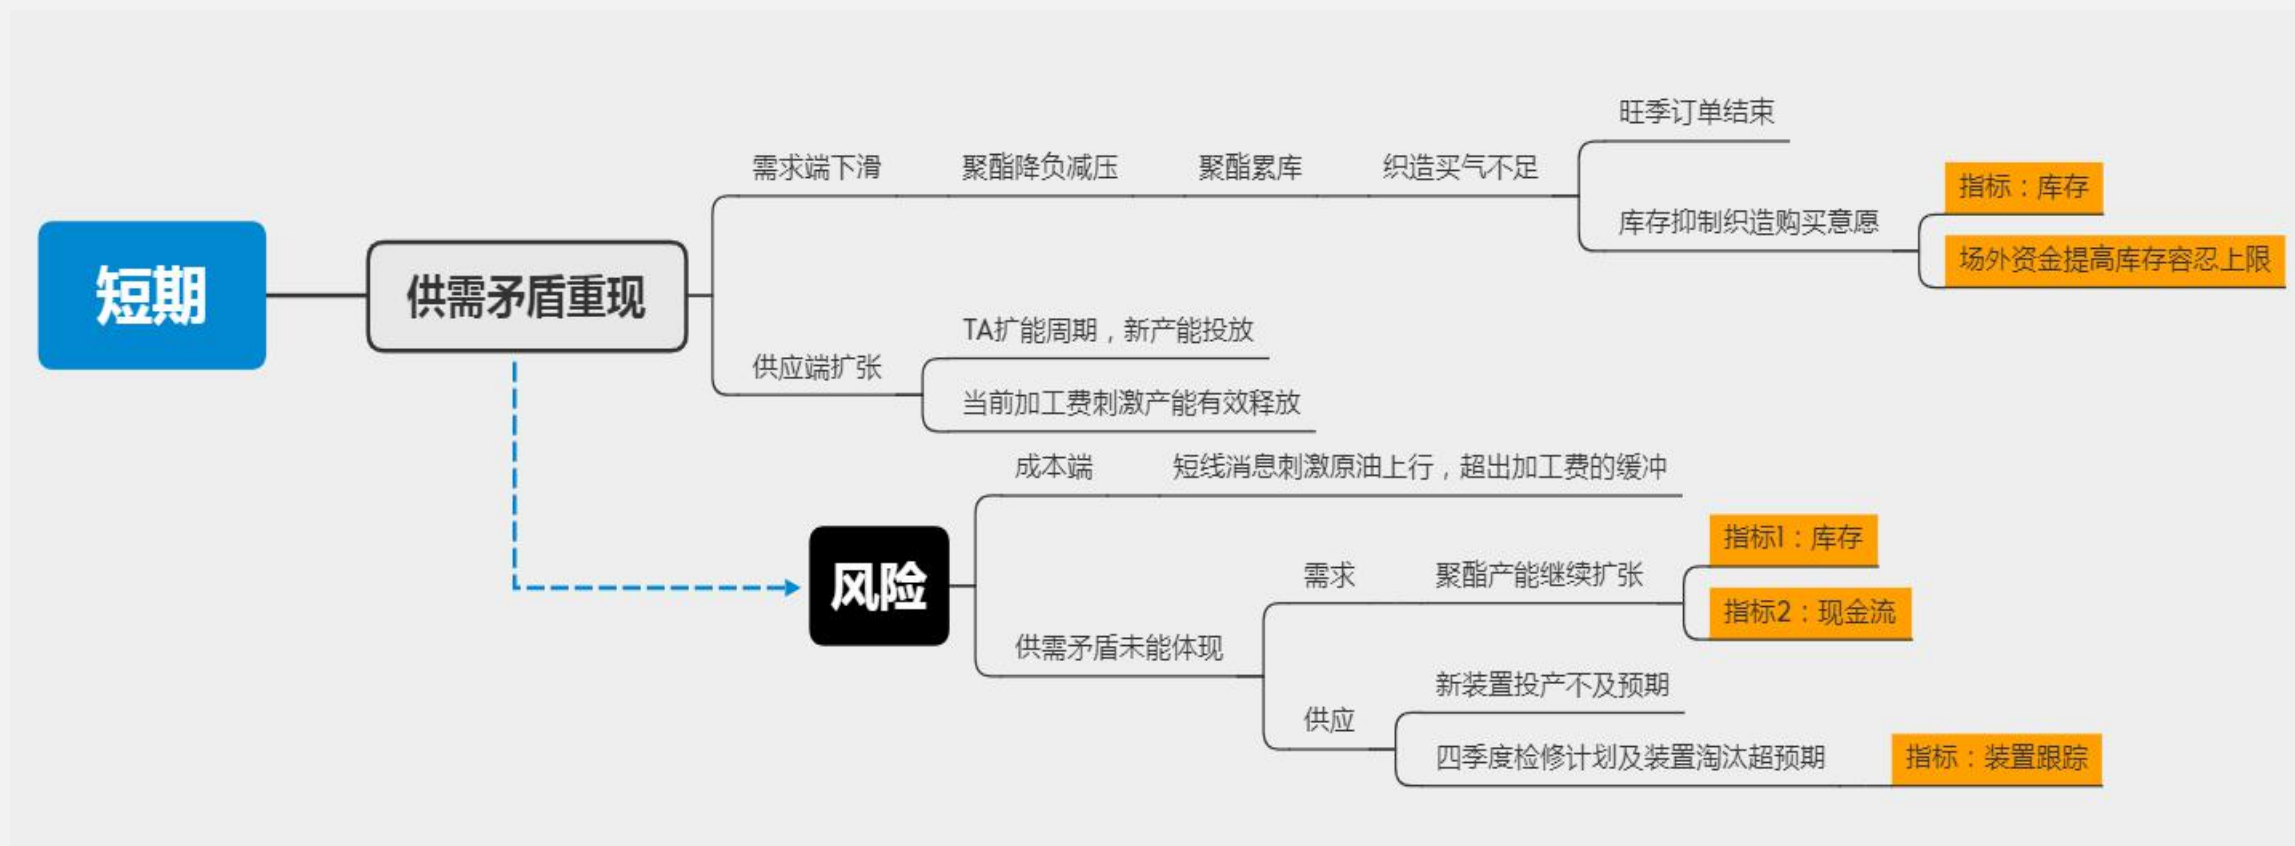 短期
供需矛盾重现
需求端下滑
聚酯降负减压
聚酯累库
织造买气不足
旺季订单结束
库存抑制织造购买意愿
指标：库存
场外资金提高库存容忍上限
供应端扩张
TA扩能周期，新产能投放
当前加工费刺激产能有效释放
风险
成本端
短线消息刺激原油上行，超出加工费的缓冲
供需矛盾未能体现
需求
聚酯产能继续扩张
指标1：库存
指标2：现金流
供应
新装置投产不及预期
四季度检修计划及装置淘汰超预期
指标：装置跟踪